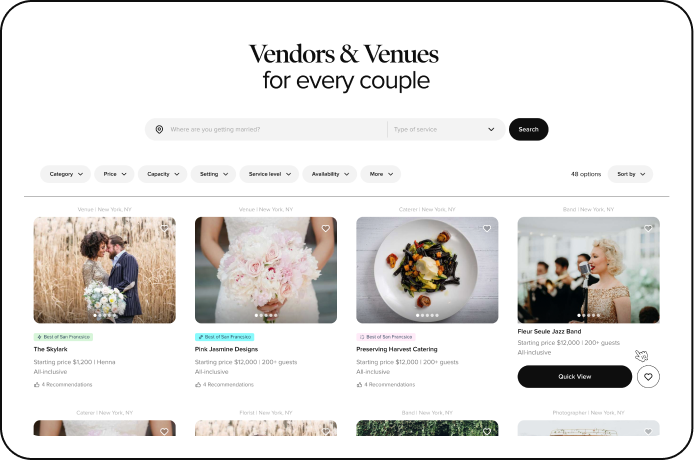 Vendors & Venues
for every couple
Where are you getting married?
Type of service
Search
Category
Price
Capacity
Setting
Service level
Availability
More
48 options
Sort by
Venue | New York, NY
Venue | New York, NY
Caterer | New York, NY
Band | New York, NY
Best of San Fransico
The Skylark
Starting price $1,200 | Henna
All-inclusive
4 Recommendations
Best of San Fransico
Pink Jasmine Designs
Starting price $12,000 | 200+ guests
All-inclusive
4 Recommendations
Best of San Fransico
Preserving Harvest Catering
Starting price $12,000 | 200+ guests
All-inclusive
4 Recommendations
Fleur Seule Jazz Band
Starting price $12,000 | 200+ guests
All-inclusive
Quick View
Caterer | New York, NY
Florist | New York, NY
Band | New York, NY
Photographer | New York, NY